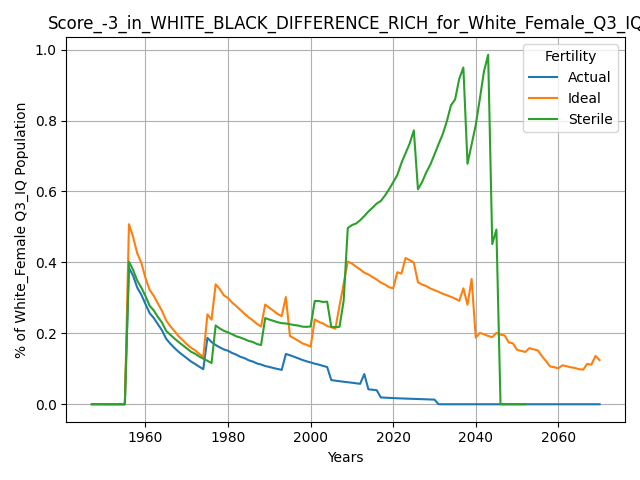 Score_-3_in_WHITE_BLACK_DIFFERENCE_RICH_for_White_Female_Q3_IQ
% of White_Female Q3_IQ Population
1.0
0.8
0.6
0.4
0.2
0.0
Fertility
Actual
Ideal
Sterile
1960
1980
2000
2020
2040
2060
Years